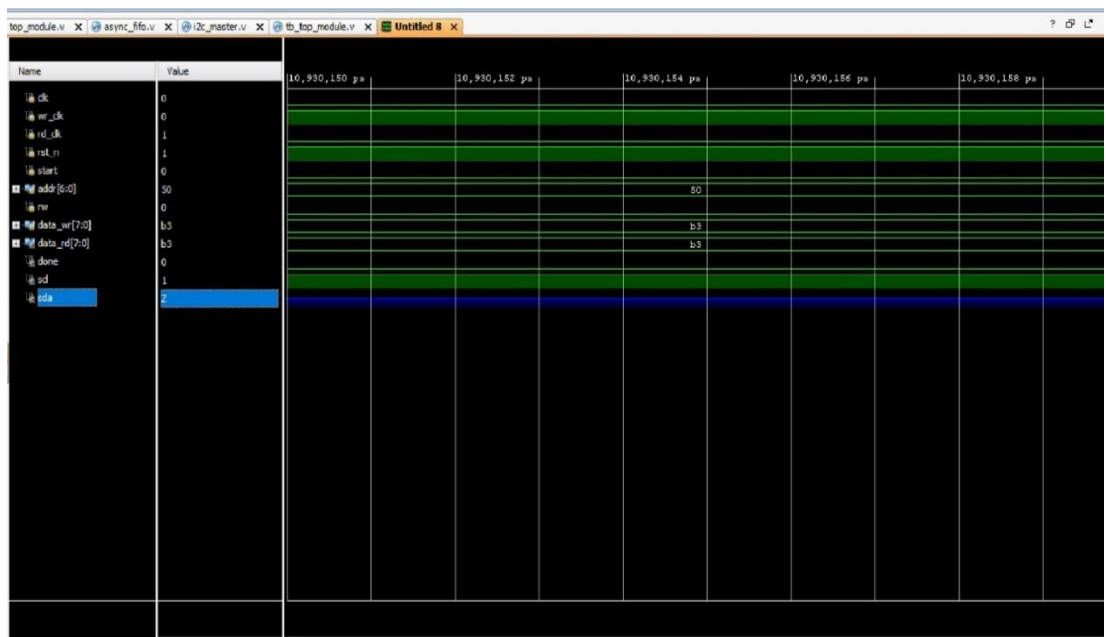 top_module.v X async_fifo.v X i2c_master.v X tb_top_module.v X Untitled 8 X ?
Name Value
10,930,150 ps 10,930,152 ps 10,930,154 ps 10,930,156 ps 10,930,158 ps
clk 0
wr_clk 0
rd_clk 1
rst_n 1
start 0
addr[6:0] 50 50
rw 0
data_wr[7:0] b3 b3
data_rd[7:0] b3 b3
done 0
scl 1
sda Z